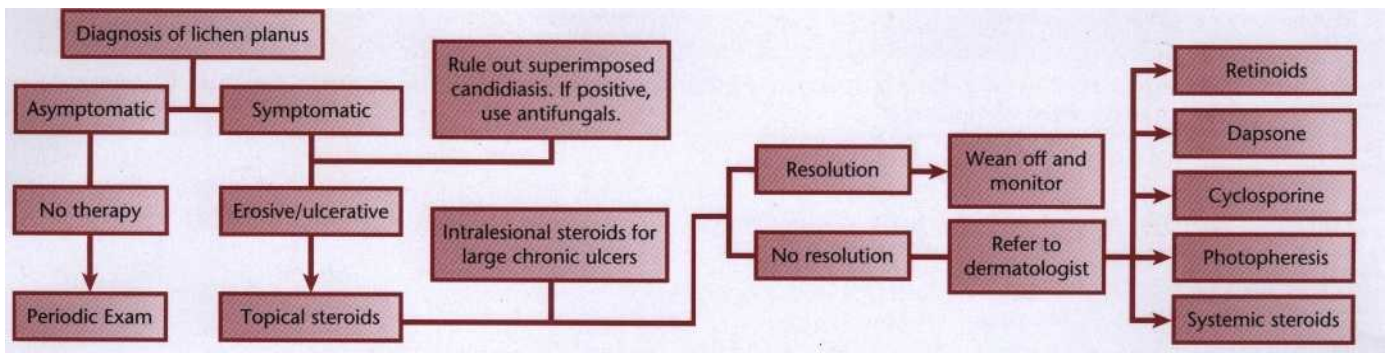 Diagnosis of lichen planus
Asymptomatic
Symptomatic
Rule out superimposed
candidiasis. If positive,
use antifungals.
No therapy
Erosive/ulcerative
Intralesional steroids for
large chronic ulcers
Periodic Exam
Topical steroids
Resolution
Wean off and
monitor
No resolution
Refer to
dermatologist
Retinoids
Dapsone
Cyclosporine
Photopheresis
Systemic steroids